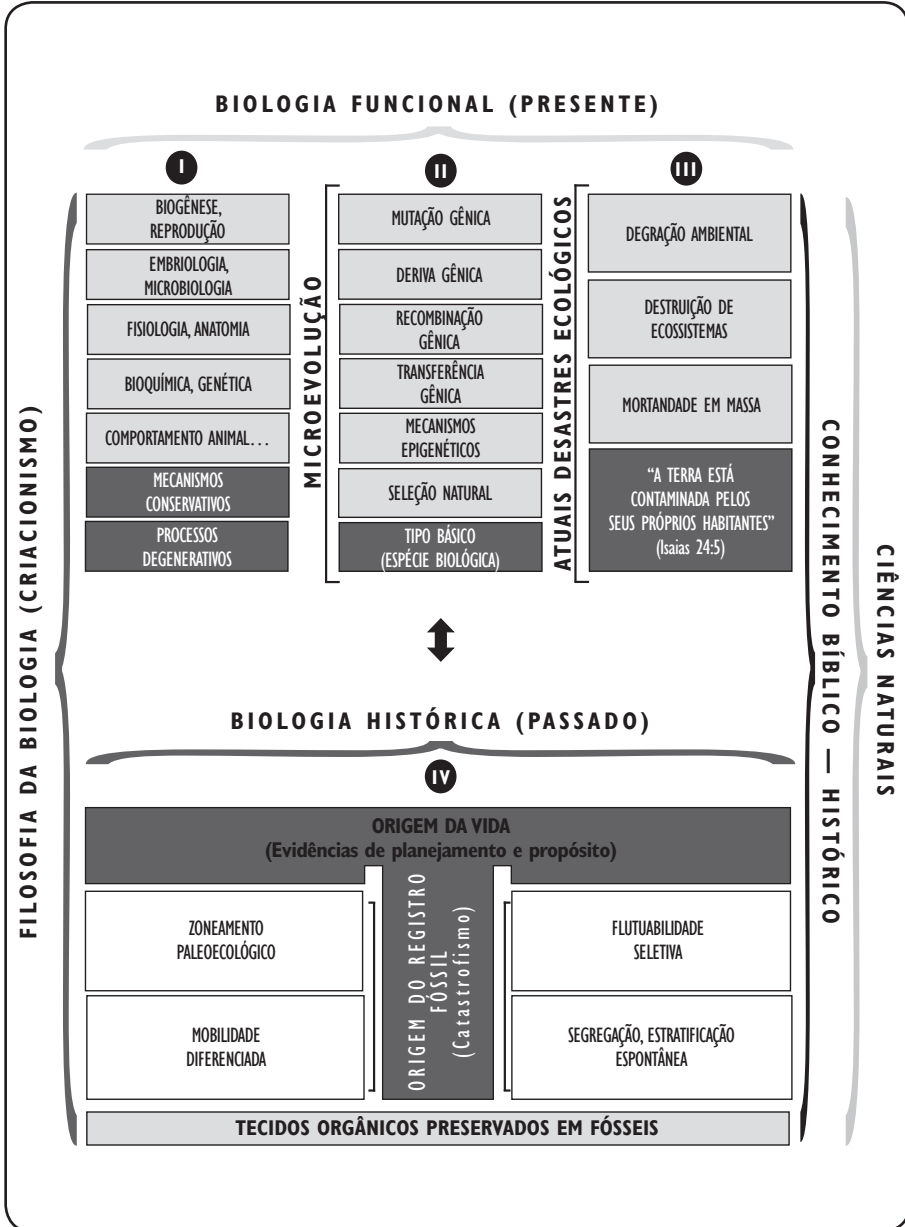 BIOLOGIA FUNCIONAL (PRESENTE)
FILOSOFIA DA BIOLOGIA (CRIACIONISMO)
I
BIOGÊNESE,
REPRODUÇÃO
EMBRIOLOGIA,
MICROBIOLOGIA
FISIOLOGIA, ANATOMIA
BIOQUÍMICA, GENÉTICA
COMPORTAMENTO ANIMAL...
MECANISMOS
CONSERVATIVOS
PROCESSOS
DEGENERATIVOS
MICROEVOLUÇÃO
II
MUTAÇÃO GÊNICA
DERIVA GÊNICA
RECOMBINAÇÃO
GÊNICA
TRANSFERÊNCIA
GÊNICA
MECANISMOS
EPIGENÉTICOS
SELEÇÃO NATURAL
TIPO BÁSICO
(ESPÉCIE BIOLÓGICA)
ATUAIS DESASTRES ECOLÓGICOS
III
DEGRAÇÃO AMBIENTAL
DESTRUIÇÃO DE
ECOSSISTEMAS
MORTANDADE EM MASSA
“A TERRA ESTÁ
CONTAMINADA PELOS
SEUS PRÓPRIOS HABITANTES”
(Isaias 24:5)
CONHECIMENTO BÍBLICO — HISTÓRICO
CIÊNCIAS NATURAIS
BIOLOGIA HISTÓRICA (PASSADO)
IV
ORIGEM DA VIDA
(Evidências de planejamento e propósito)
ZONEAMENTO
PALEOECOLÓGICO
MOBILIDADE
DIFERENCIADA
ORIGEM DO REGISTRO
FÓSSIL
(Catastrofismo)
FLUTUABILIDADE
SELETIVA
SEGREGAÇÃO, ESTRATIFICAÇÃO
ESPONTÂNEA
TECIDOS ORGÂNICOS PRESERVADOS EM FÓSSEIS